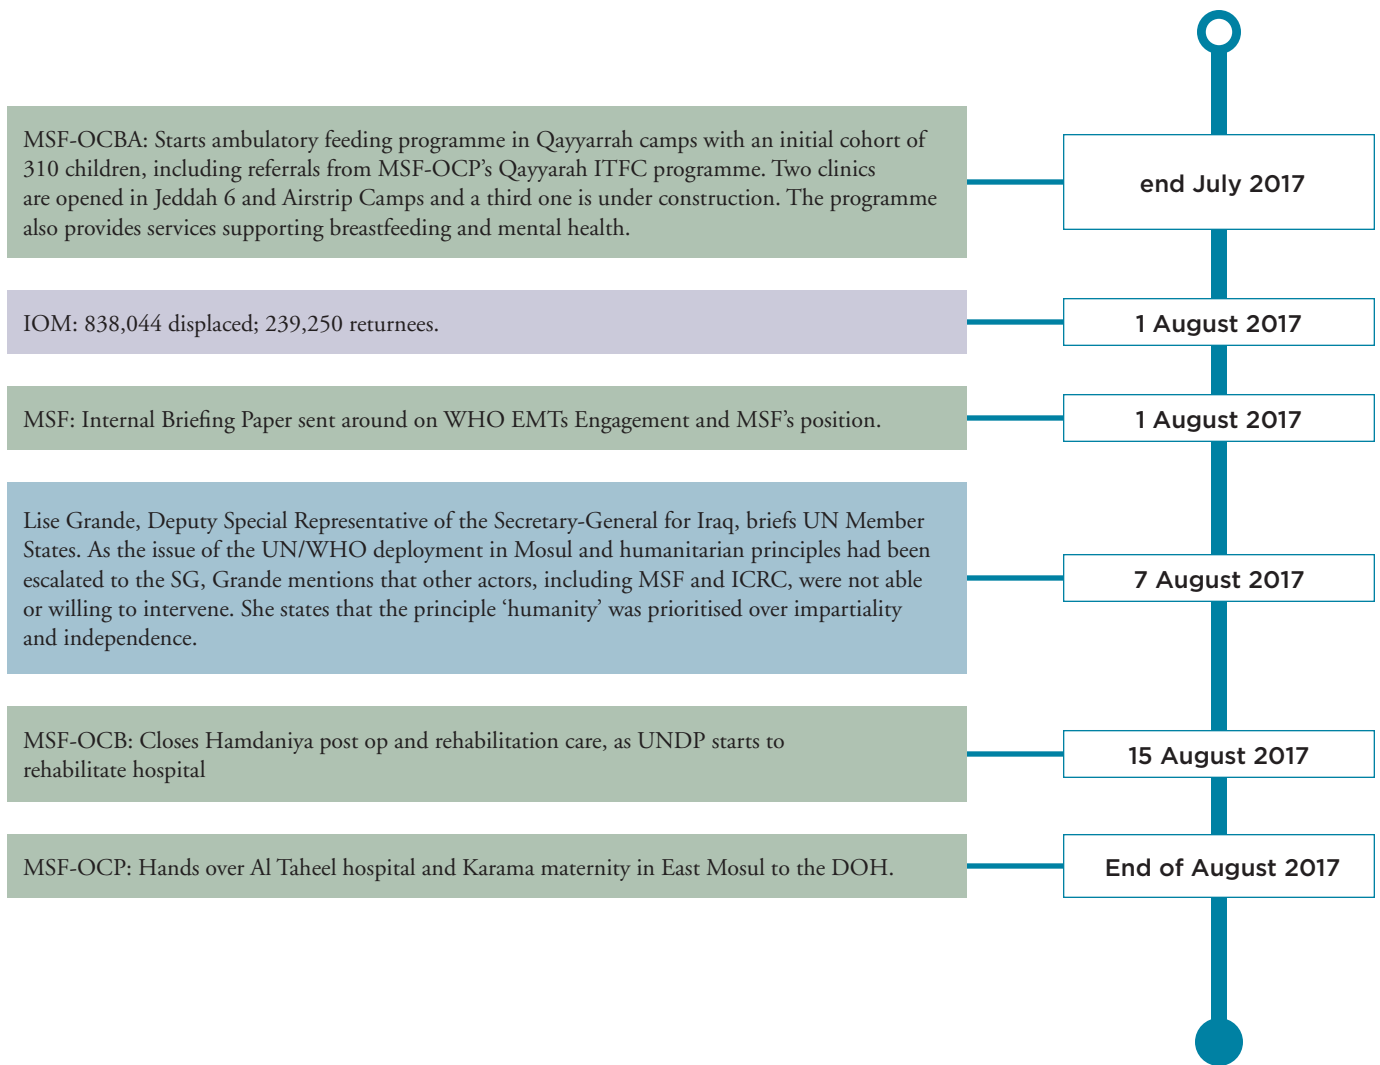 MSF-OCBA: Starts ambulatory feeding programme in Qayyarrah camps with an initial cohort of
310 children, including referrals from MSF-OCP’s Qayyarah ITFC programme. Two clinics
are opened in Jeddah 6 and Airstrip Camps and a third one is under construction. The programme
also provides services supporting breastfeeding and mental health.
end July 2017
IOM: 838,044 displaced; 239,250 returnees.
1 August 2017
MSF: Internal Briefing Paper sent around on WHO EMTs Engagement and MSF’s position.
1 August 2017
Lise Grande, Deputy Special Representative of the Secretary-General for Iraq, briefs UN Member
States. As the issue of the UN/WHO deployment in Mosul and humanitarian principles had been
escalated to the SG, Grande mentions that other actors, including MSF and ICRC, were not able
or willing to intervene. She states that the principle ‘humanity’ was prioritised over impartiality
and independence.
7 August 2017
MSF-OCB: Closes Hamdaniya post op and rehabilitation care, as UNDP starts to
rehabilitate hospital
15 August 2017
MSF-OCP: Hands over Al Taheel hospital and Karama maternity in East Mosul to the DOH.
End of August 2017